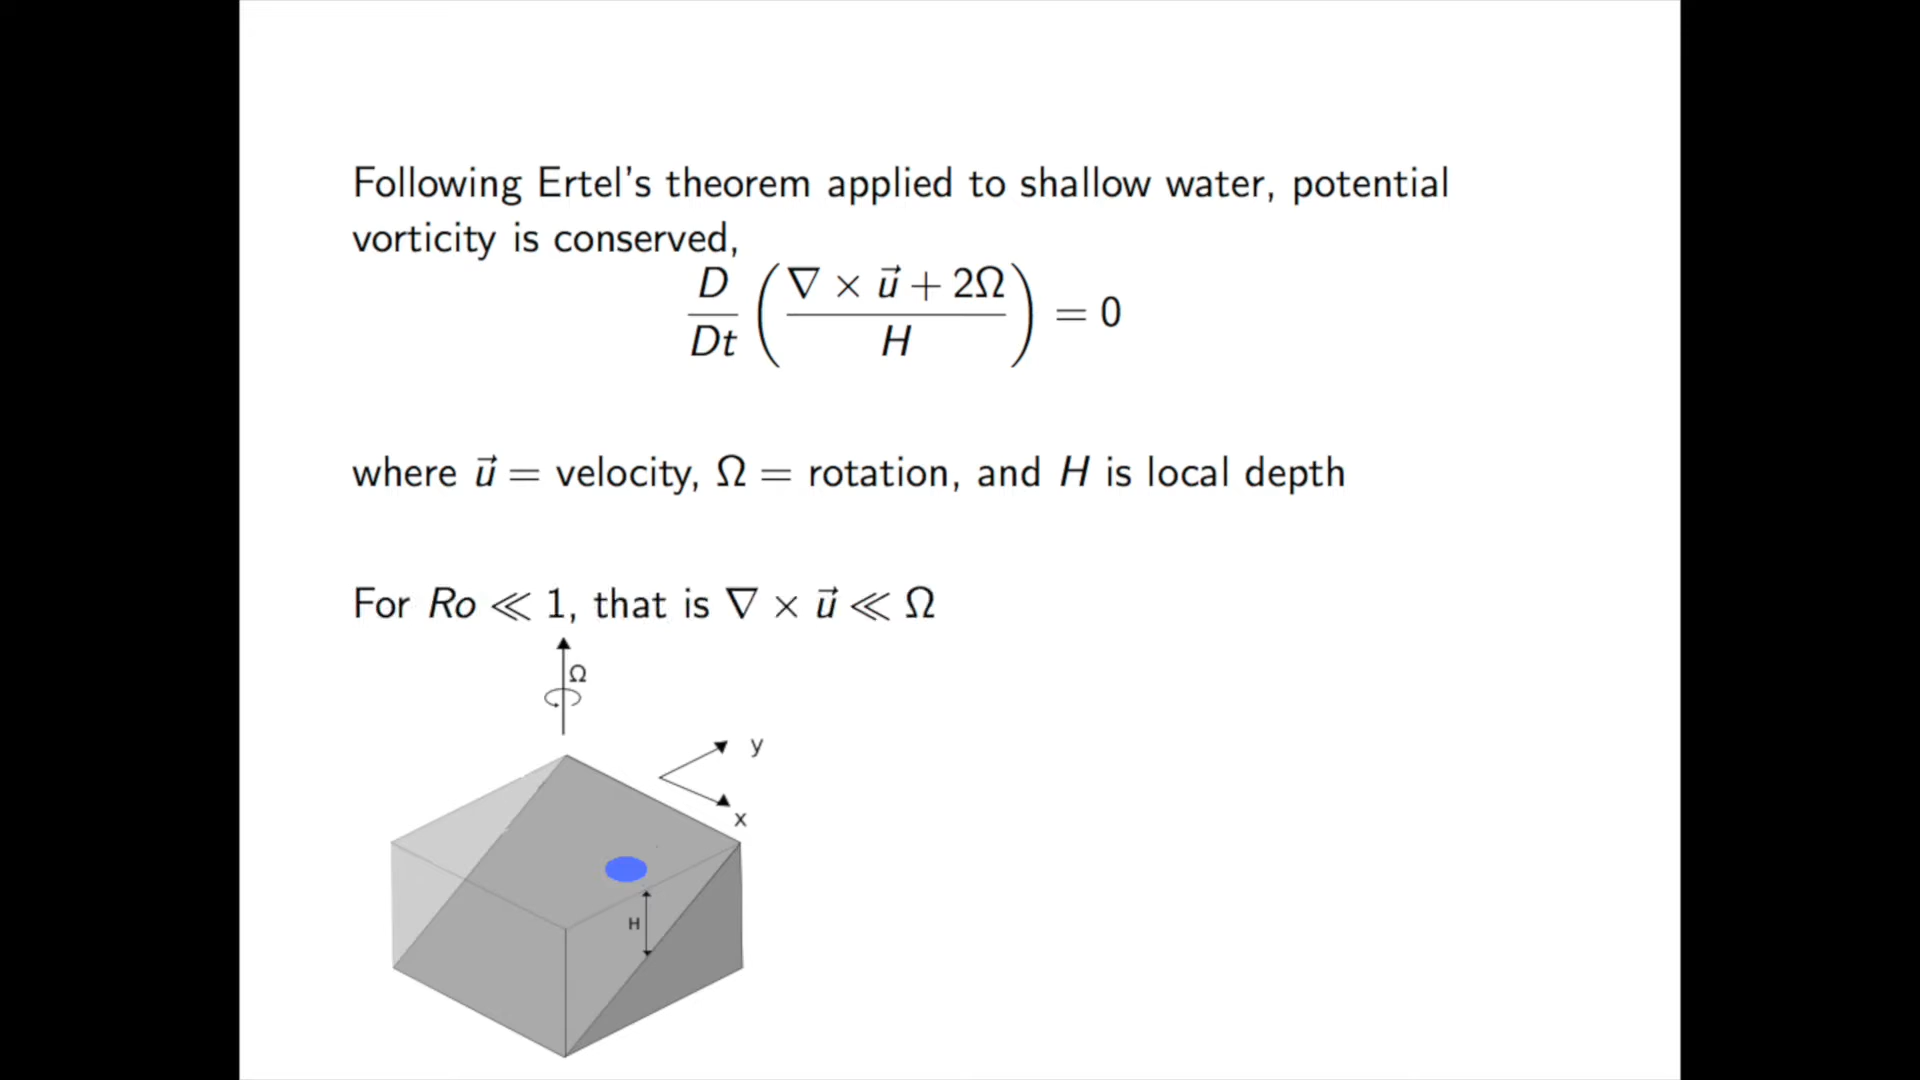 Following Ertel's theorem applied to shallow water, potential
vorticity is conserved,
D/Dt (∇ × u⃗ + 2Ω / H) = 0
where u⃗ = velocity, Ω = rotation, and H is local depth
For Ro ≪ 1, that is ∇ × u⃗ ≪ Ω
Ω
y
x
H